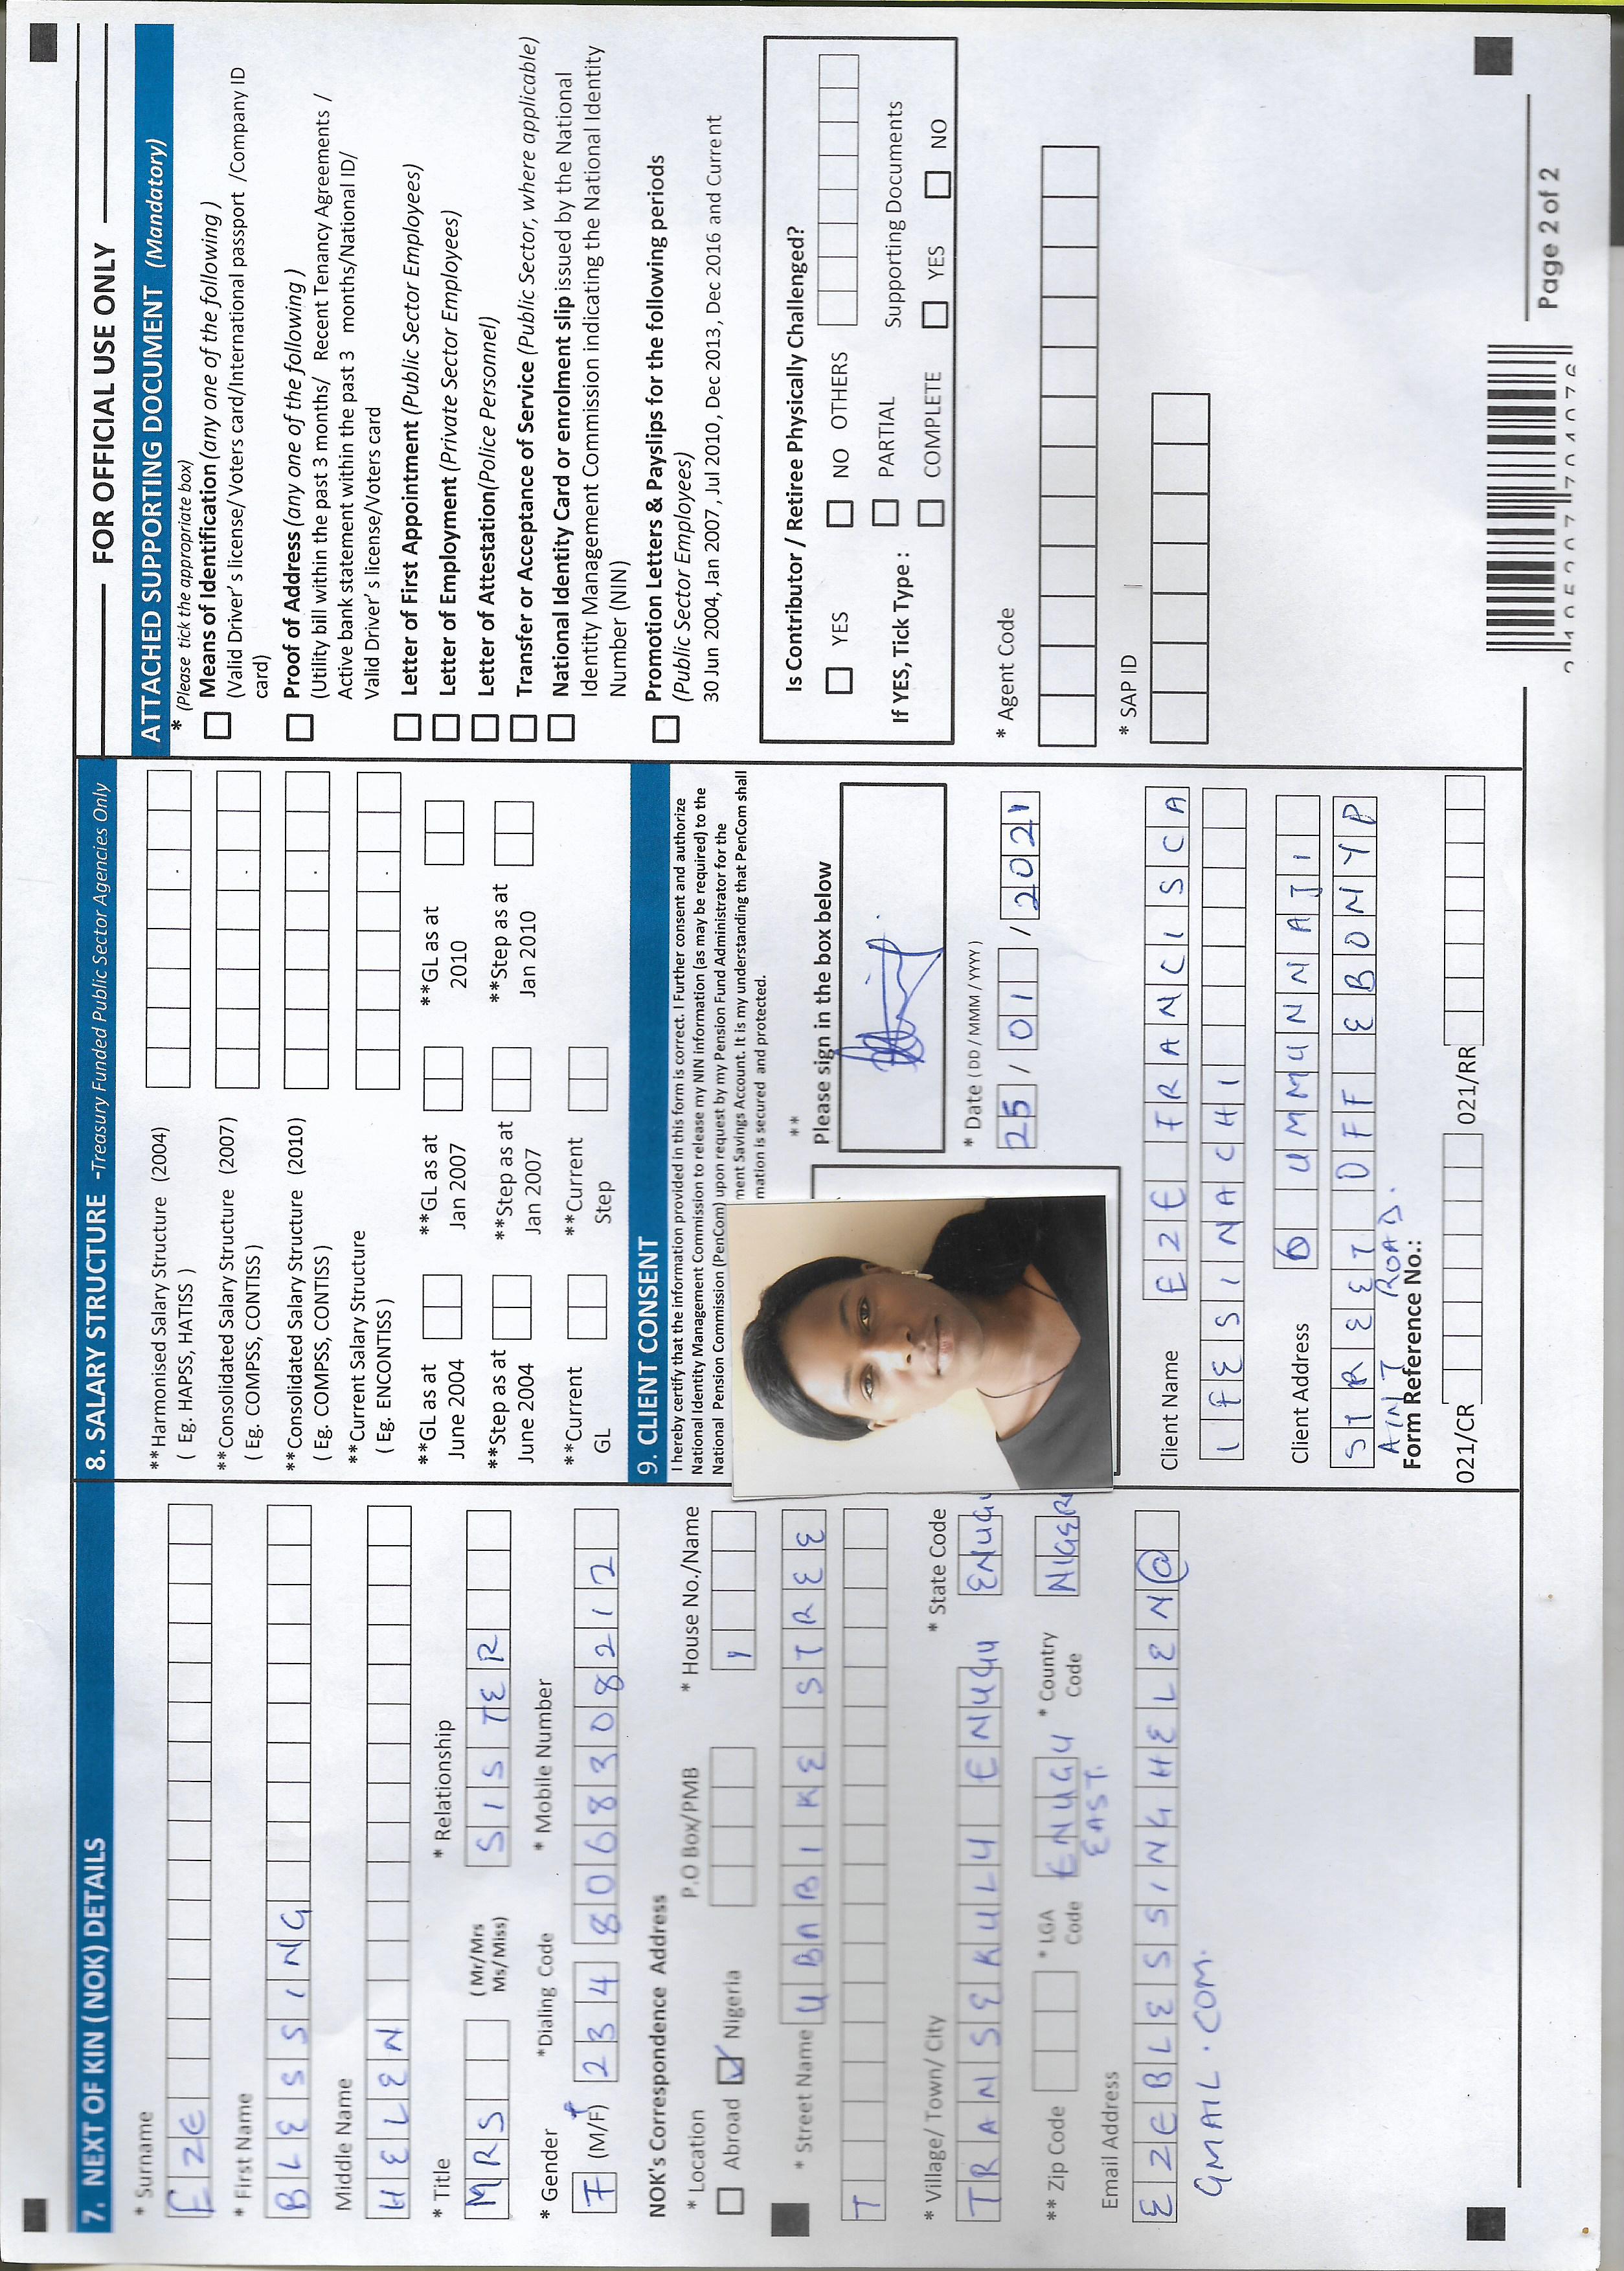 7. NEXT OF KIN (NOK) DETAILS
* Surname
EZE
* First Name
BLESSING
Middle Name
HELEN
* Title
* Relationship
MRS
(Mr/Mrs
Ms/Miss)
SISTER
* Gender
*Dialing Code
* Mobile Number
F (M/F)
234
8068308212
NOK's Correspondence Address
* Location
P.O Box/PMB
* House No./Name
Abroad
Nigeria
1
* Street Name
UBABIKE STREE
T
* Village/ Town/ City
* State Code
TRANSEKULU ENUGU
ENUGU
** Zip Code
* LGA
Code
ENUGU
EAST.
* Country
Code
NIGER
Email Address
EZEBLESSINGHELEN@
GMAIL.COM.
8. SALARY STRUCTURE -Treasury Funded Public Sector Agencies Only
**Harmonised Salary Structure (2004)
( Eg. HAPSS, HATISS )
**Consolidated Salary Structure (2007)
( Eg. COMPSS, CONTISS )
**Consolidated Salary Structure (2010)
( Eg. COMPSS, CONTISS )
**Current Salary Structure
( Eg. ENCONTISS )
**GL as at
June 2004
**GL as at
Jan 2007
**GL as at
2010
**Step as at
June 2004
**Step as at
Jan 2007
**Step as at
Jan 2010
**Current
GL
**Current
Step
9. CLIENT CONSENT
I hereby certify that the information provided in this form is correct. I Further consent and authorize
National Identity Management Commission to release my NIN information (as may be required) to the
National Pension Commission (PenCom) upon request by my Pension Fund Administrator for the
ment Savings Account. It is my understanding that PenCom shall
mation is secured and protected.
**
Please sign in the box below
* Date (DD / MMM / YYYY)
25 / 01 / 2021
Client Name
EZE FRANCISCA
IFESINACHI
Client Address
6 UMMUNNAJI
STREET OFF EBONYP
AINT ROAD.
Form Reference No.:
021/CR
021/RR
FOR OFFICIAL USE ONLY
ATTACHED SUPPORTING DOCUMENT (Mandatory)
* (Please tick the appropriate box)
Means of Identification (any one of the following )
(Valid Driver's license/Voters card/International passport /Company ID
card)
Proof of Address (any one of the following )
(Utility bill within the past 3 months/ Recent Tenancy Agreements /
Active bank statement within the past 3 months/National ID/
Valid Driver's license/Voters card
Letter of First Appointment (Public Sector Employees)
Letter of Employment (Private Sector Employees)
Letter of Attestation(Police Personnel)
Transfer or Acceptance of Service (Public Sector, where applicable)
National Identity Card or enrolment slip issued by the National
Identity Management Commission indicating the National Identity
Number (NIN)
Promotion Letters & Payslips for the following periods
(Public Sector Employees)
30 Jun 2004, Jan 2007 , Jul 2010 , Dec 2013 , Dec 2016 and Current
Is Contributor / Retiree Physically Challenged?
YES
NO OTHERS
If YES, Tick Type :
PARTIAL
Supporting Documents
COMPLETE
YES
NO
* Agent Code
* SAP ID
Page 2 of 2